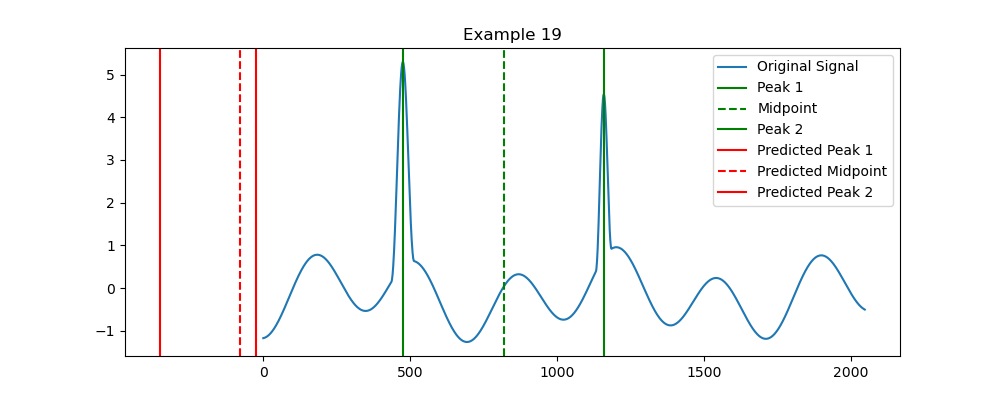 Example 19
Original Signal
Peak 1
Midpoint
Peak 2
Predicted Peak 1
Predicted Midpoint
Predicted Peak 2
5
4
3
2
1
0
−1
0 500 1000 1500 2000